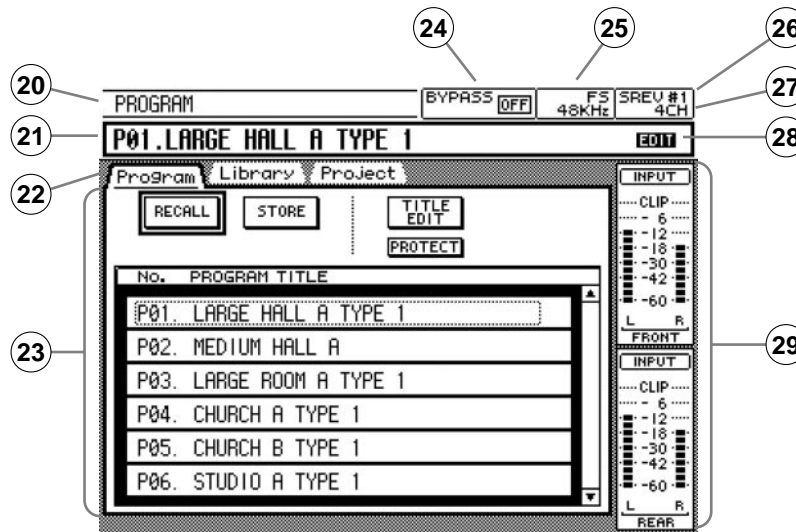 24
25
26
20
PROGRAM
BYPASS OFF
FS
48KHz
SREV #1
4CH
27
21
P01.LARGE HALL A TYPE 1
EDIT
28
22
Program
Library
Project
INPUT
RECALL
STORE
TITLE
EDIT
PROTECT
CLIP
- 6
-12
-18
-30
-42
-60
L R
FRONT
No. PROGRAM TITLE
P01. LARGE HALL A TYPE 1
P02. MEDIUM HALL A
P03. LARGE ROOM A TYPE 1
P04. CHURCH A TYPE 1
P05. CHURCH B TYPE 1
P06. STUDIO A TYPE 1
23
29
INPUT
CLIP
- 6
-12
-18
-30
-42
-60
L R
REAR